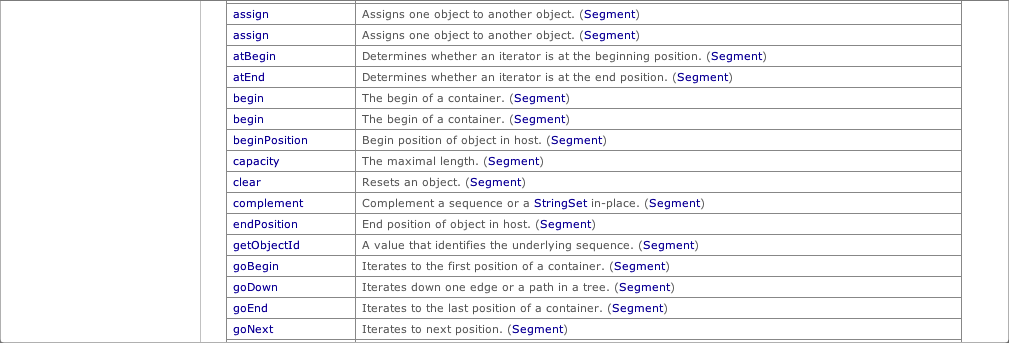 assign Assigns one object to another object. (Segment)
assign Assigns one object to another object. (Segment)
atBegin Determines whether an iterator is at the beginning position. (Segment)
atEnd Determines whether an iterator is at the end position. (Segment)
begin The begin of a container. (Segment)
begin The begin of a container. (Segment)
beginPosition Begin position of object in host. (Segment)
capacity The maximal length. (Segment)
clear Resets an object. (Segment)
complement Complement a sequence or a StringSet in-place. (Segment)
endPosition End position of object in host. (Segment)
getObjectId A value that identifies the underlying sequence. (Segment)
goBegin Iterates to the first position of a container. (Segment)
goDown Iterates down one edge or a path in a tree. (Segment)
goEnd Iterates to the last position of a container. (Segment)
goNext Iterates to next position. (Segment)